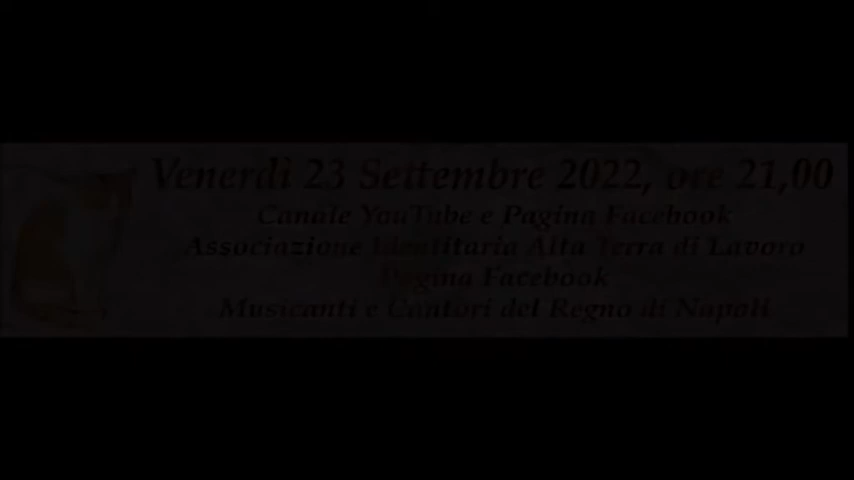 Venerdì 23 Settembre 2022, ore 21,00
Canale YouTube e Pagina Facebook
Associazione Identitaria Alta Terra di Lavoro
Pagina Facebook
Musicanti e Cantori del Regno di Napoli